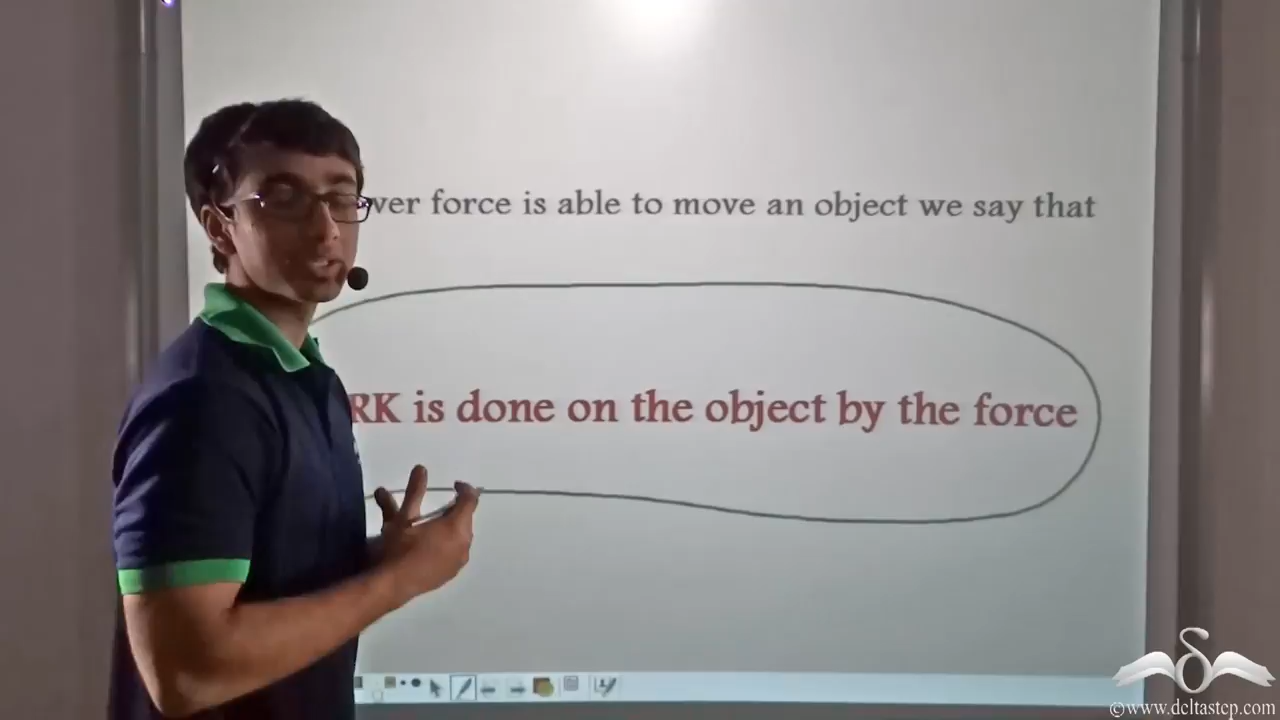 ver force is able to move an object we say that
RK is done on the object by the force
©www.deltastep.com